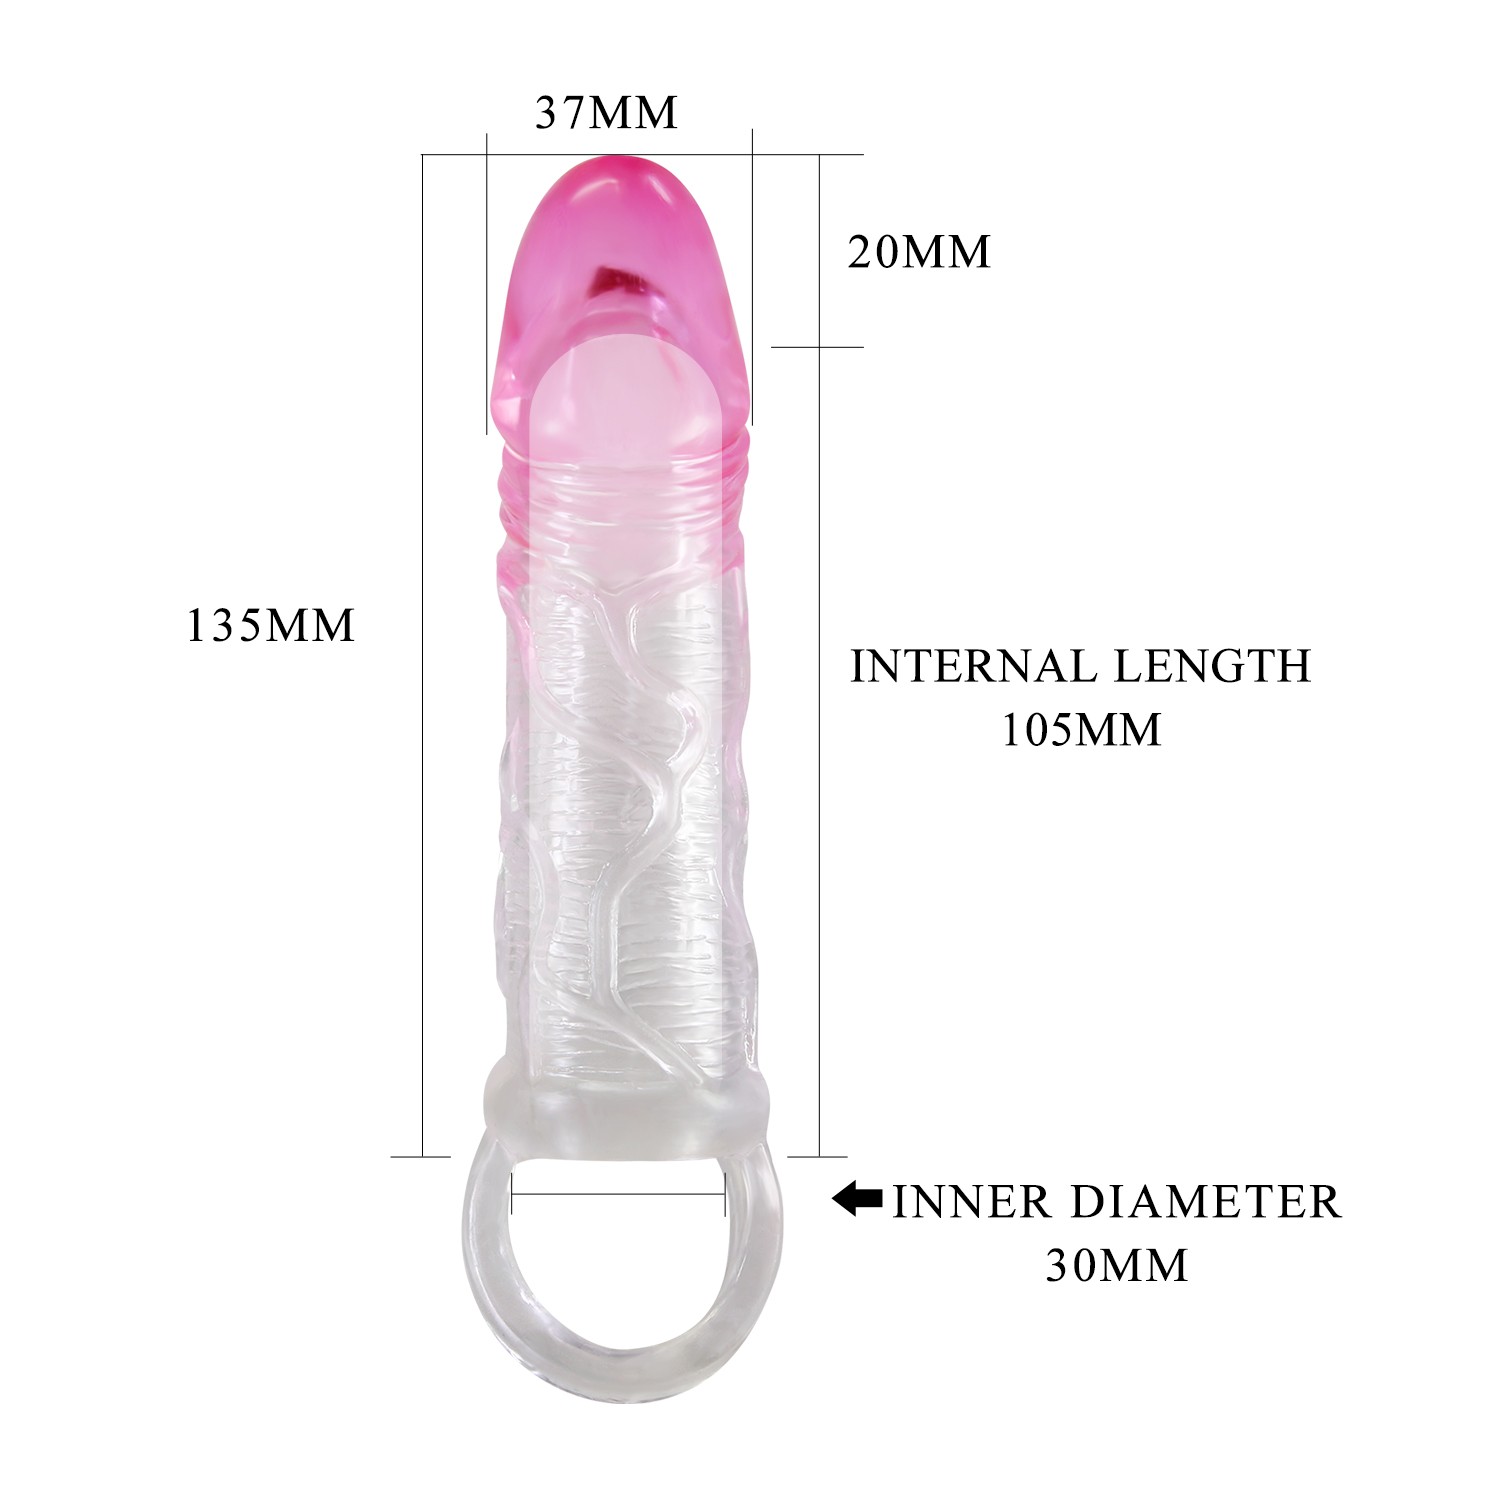 37MM
20MM
135MM
INTERNAL LENGTH
105MM
INNER DIAMETER
30MM